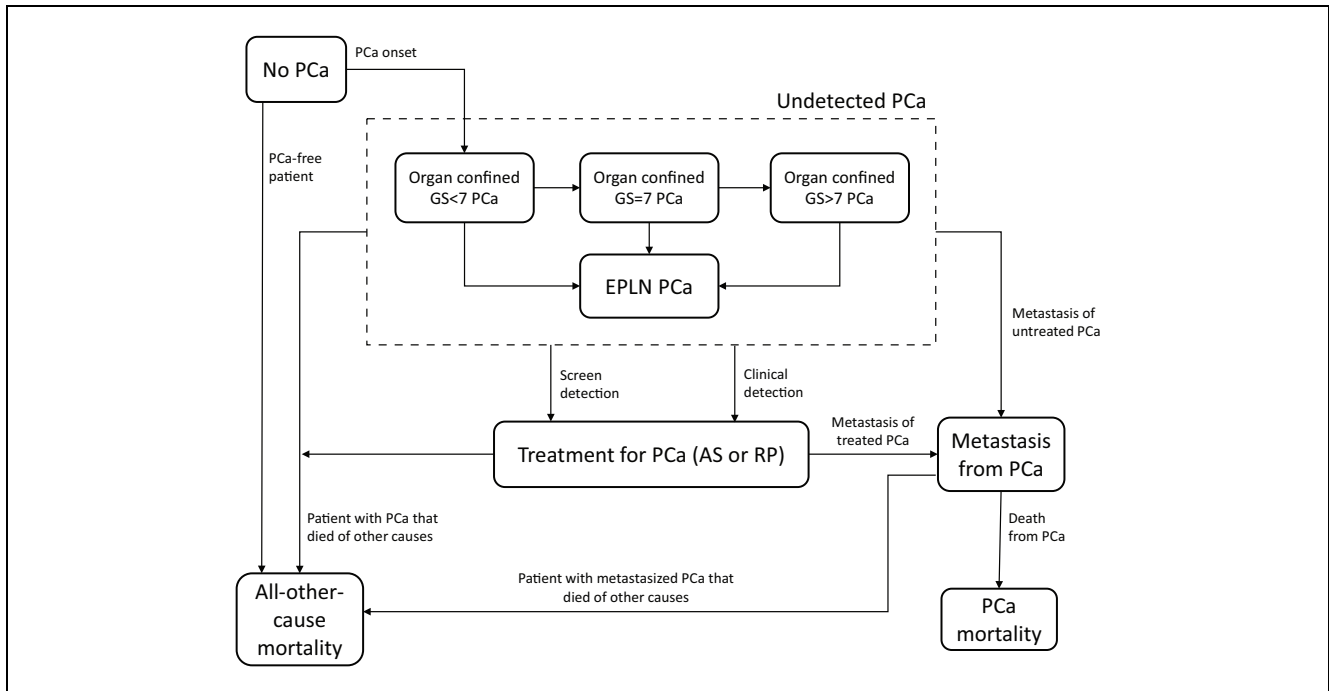 No PCa
PCa onset
Undetected PCa
PCa-free
patient
Organ confined
GS<7 PCa
Organ confined
GS=7 PCa
Organ confined
GS>7 PCa
EPLN PCa
Metastasis of
untreated PCa
Screen
detection
Clinical
detection
Treatment for PCa (AS or RP)
Metastasis of
treated PCa
Metastasis
from PCa
Patient with PCa that
died of other causes
Death
from PCa
Patient with metastasized PCa that
died of other causes
All-other-
cause
mortality
PCa
mortality